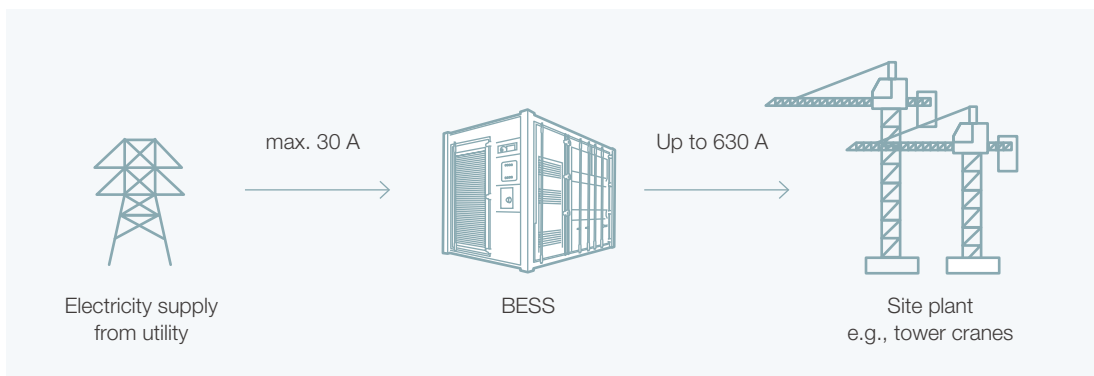 max. 30 A
Up to 630 A
Electricity supply
from utility
BESS
Site plant
e.g., tower cranes